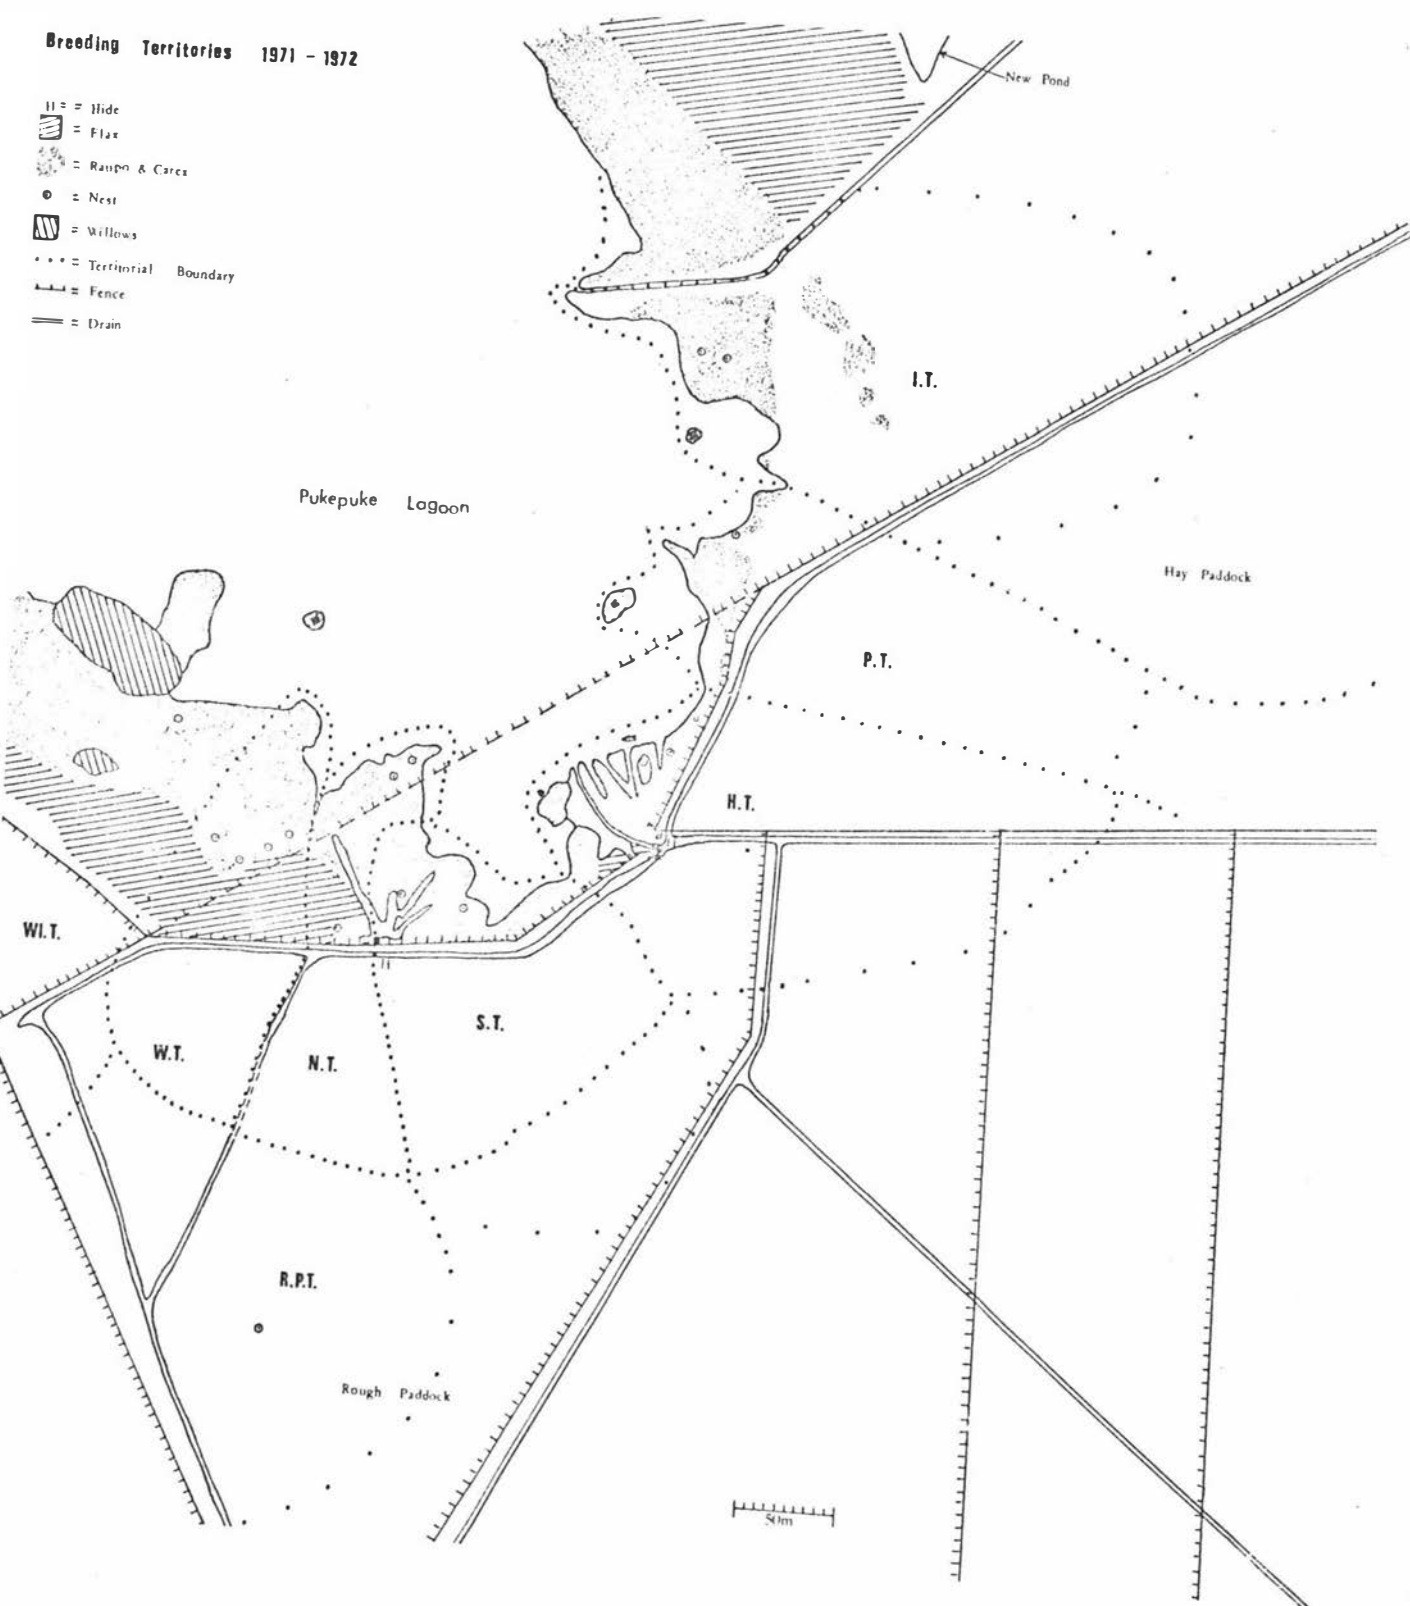 Breeding Territories 1971 - 1972
H = = Hide
= Flax
= Raupo & Carex
= Nest
= Willows
= Territorial Boundary
= Fence
= Drain
New Pond
I.T.
Pukepuke Lagoon
Hay Paddock
P.T.
H.T.
WI.T.
H
S.T.
W.T.
N.T.
R.P.T.
Rough Paddock
50m